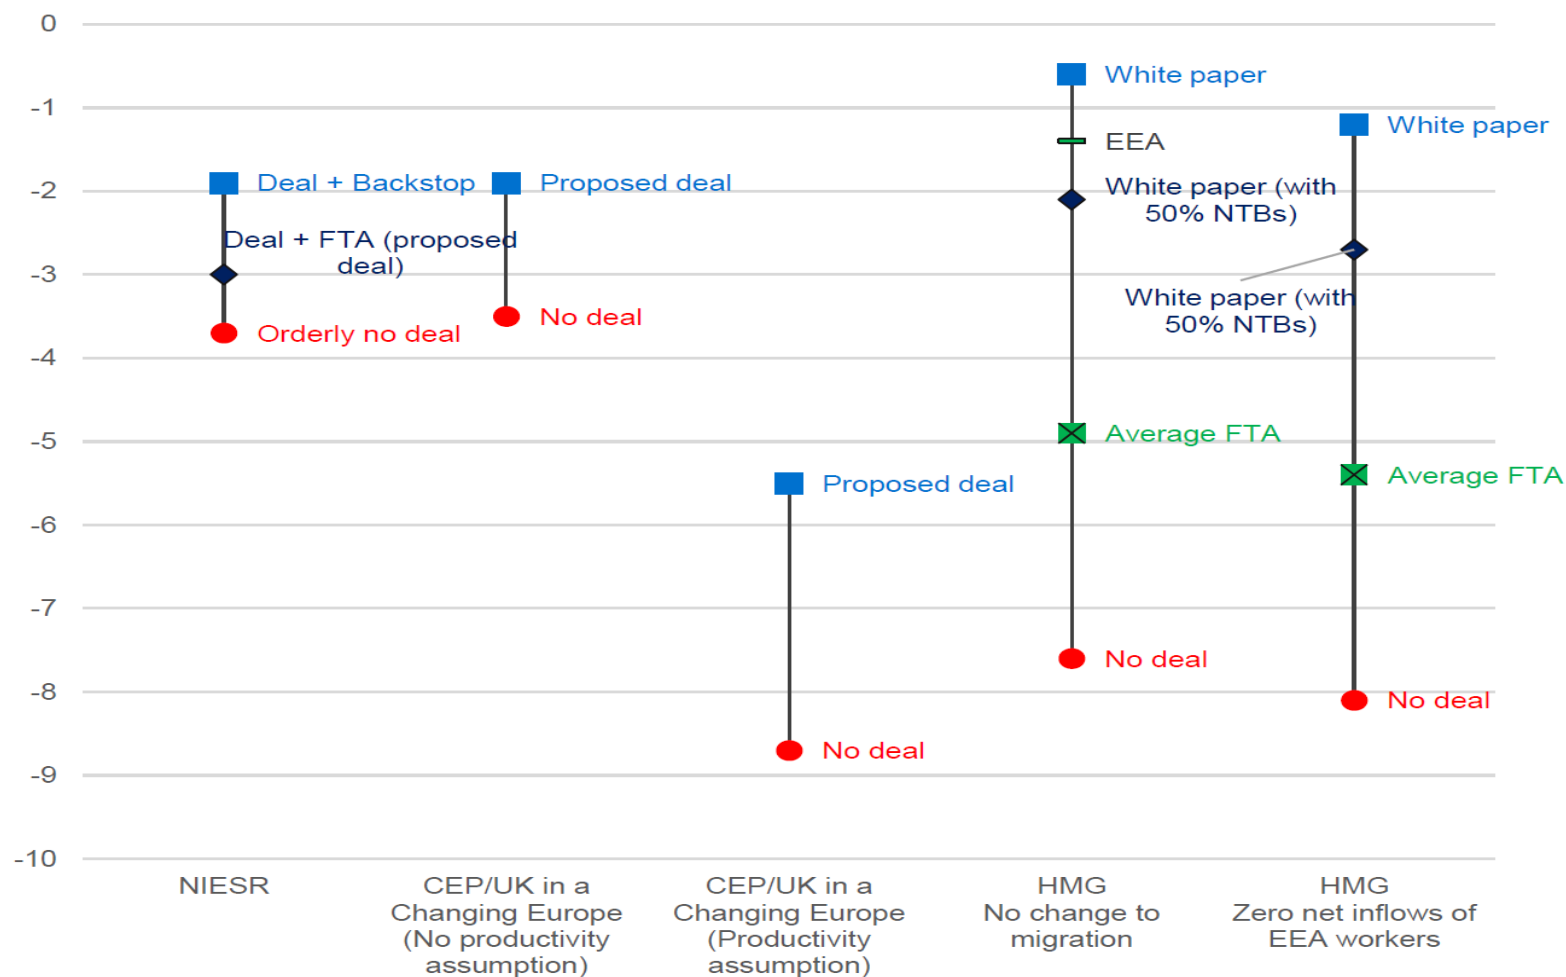 0
-1
-2
-3
-4
-5
-6
-7
-8
-9
-10
Deal + Backstop
Deal + FTA (proposed
deal)
Orderly no deal
Proposed deal
No deal
Proposed deal
No deal
White paper
EEA
White paper (with
50% NTBs)
Average FTA
No deal
White paper
White paper (with
50% NTBs)
Average FTA
No deal
NIESR
CEP/UK in a
Changing Europe
(No productivity
assumption)
CEP/UK in a
Changing Europe
(Productivity
assumption)
HMG
No change to
migration
HMG
Zero net inflows of
EEA workers